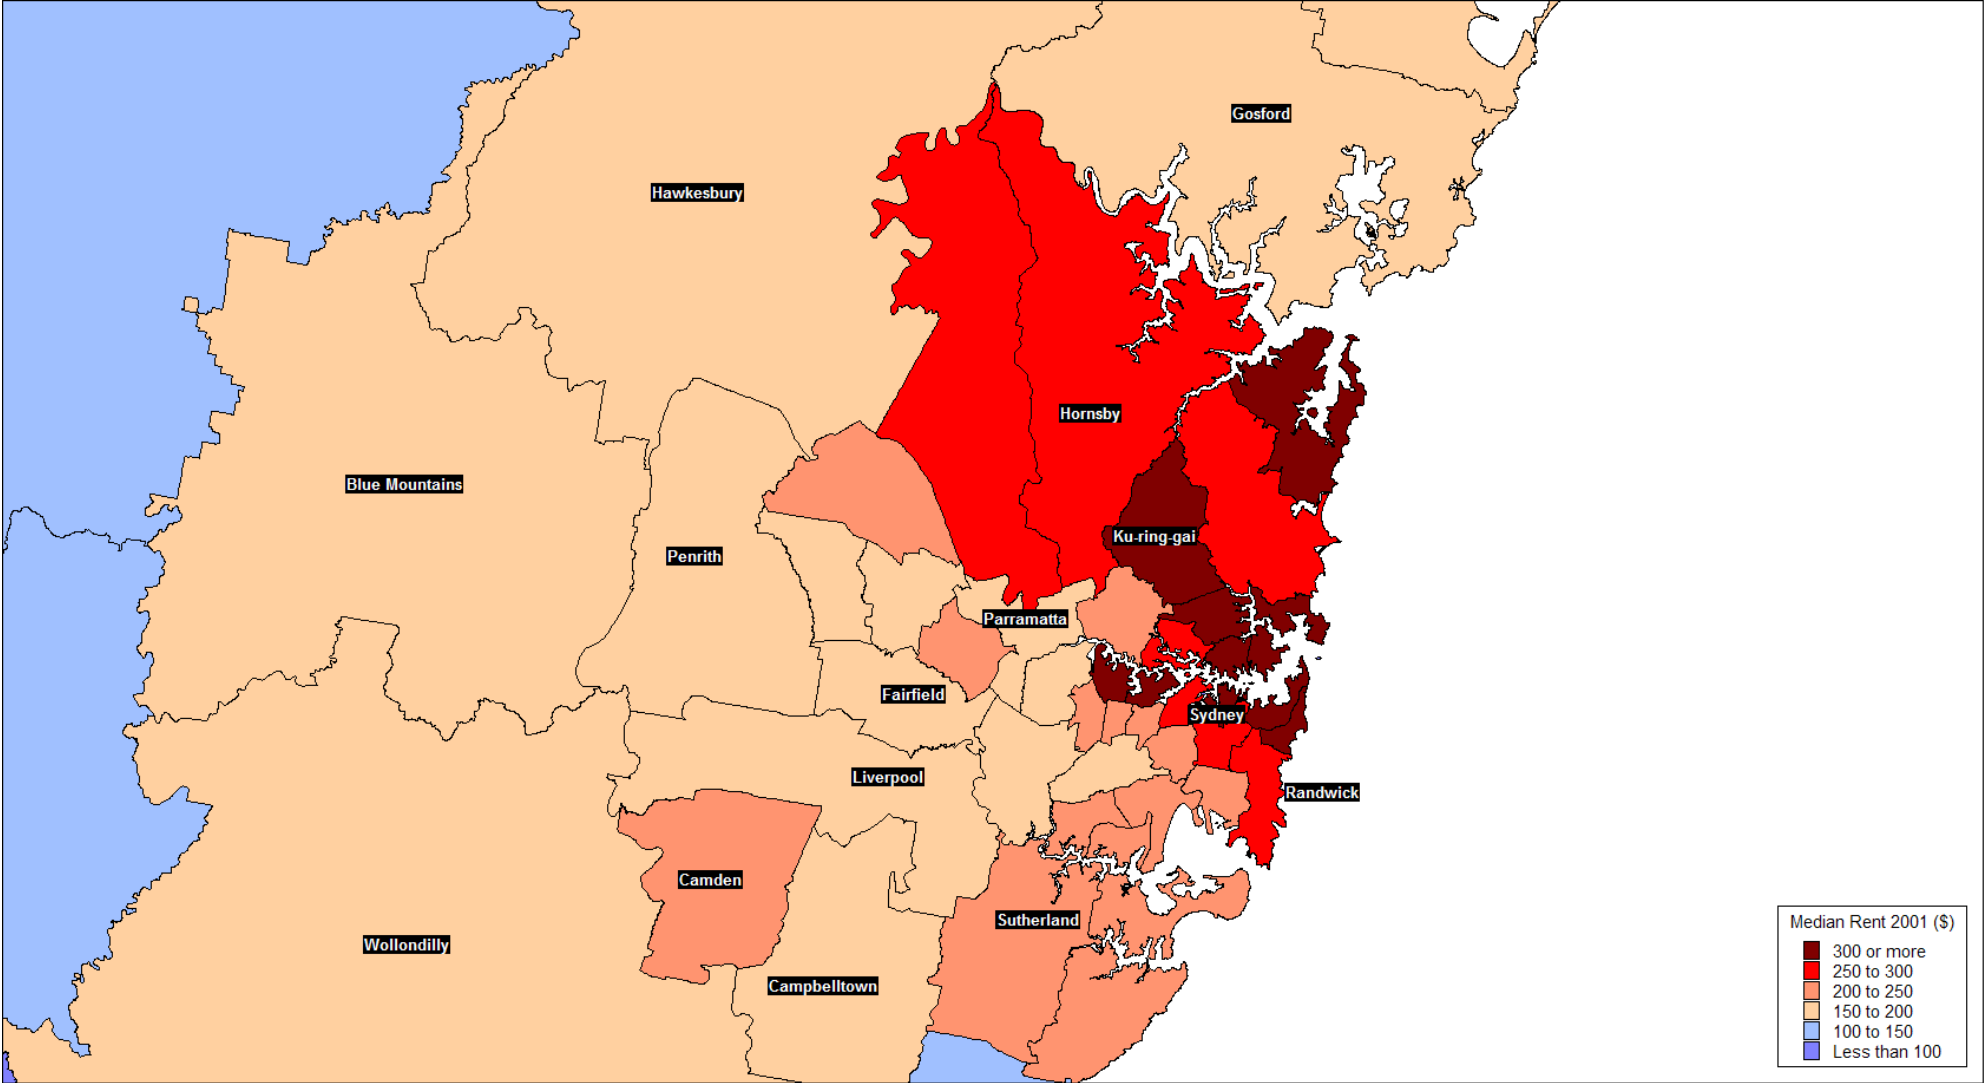 Gosford
Hawkesbury
Hornsby
Blue Mountains
Ku-ring-gai
Penrith
Parramatta
Fairfield
Sydney
Liverpool
Randwick
Camden
Sutherland
Wollondilly
Campbelltown
Median Rent 2001 ($)
300 or more
250 to 300
200 to 250
150 to 200
100 to 150
Less than 100